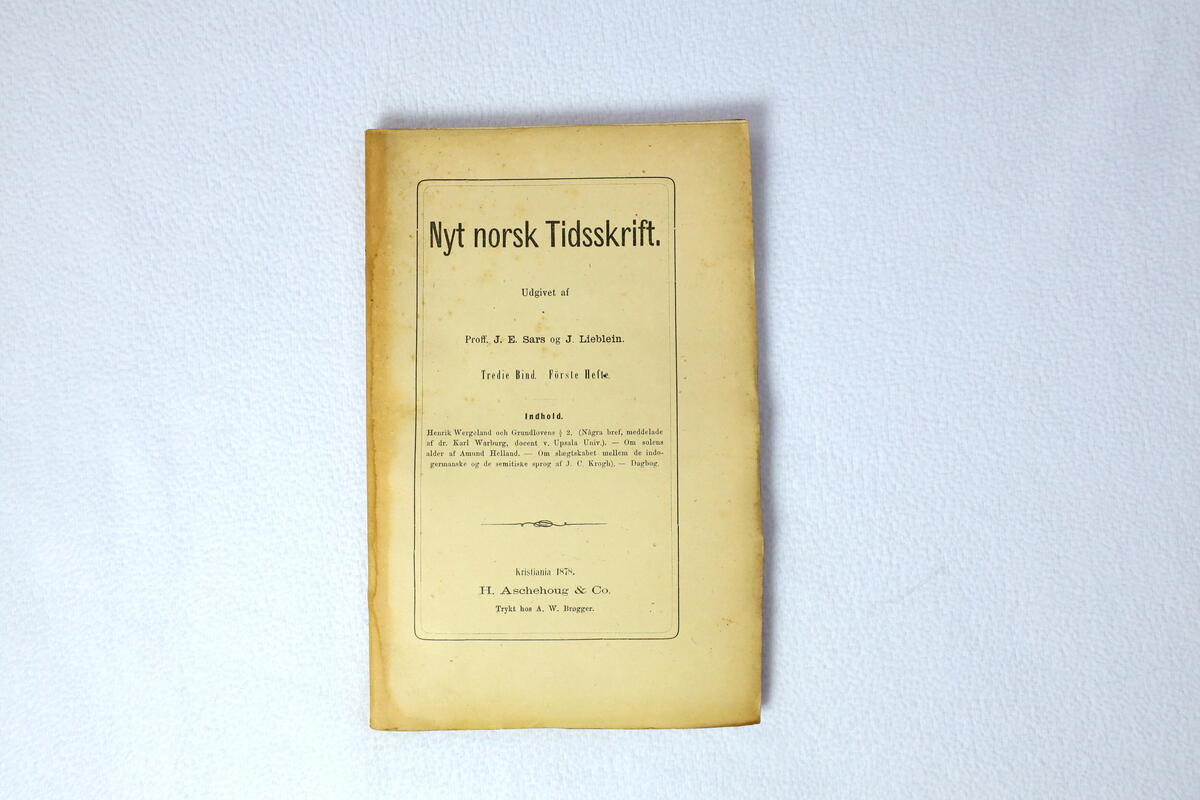 Nyt norsk Tidsskrift.
Udgivet af
Proff. J. E. Sars og J. Lieblein.
Tredie Bind. Förste Hefte.
Indhold.
Henrik Wergeland och Grundlovens § 2. (Några bref, meddelade
af dr. Karl Warburg, docent v. Upsala Univ.). — Om solens
alder af Amund Helland. — Om slægtskabet mellem de indo-
germanske og de semitiske sprog af J. C. Krogh). — Dagbog.
Kristiania 1878.
H. Aschehoug & Co.
Trykt hos A. W. Brøgger.